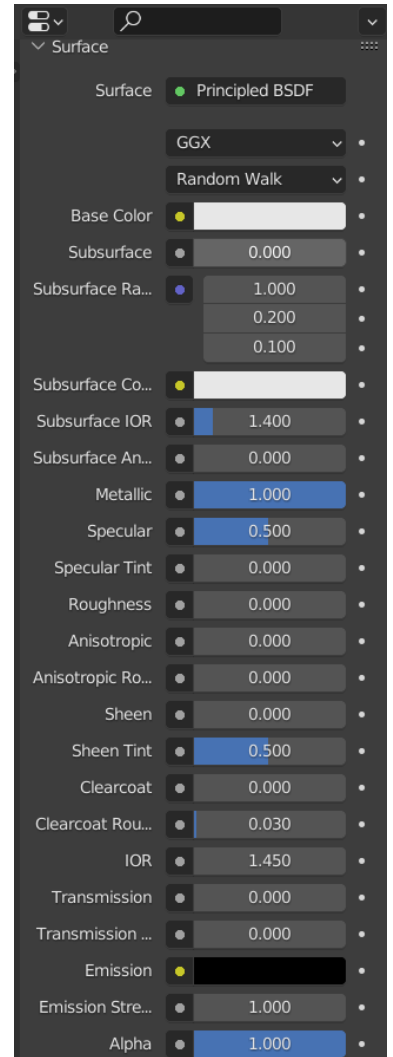 Surface
Surface Principled BSDF
GGX
Random Walk
Base Color
Subsurface 0.000
Subsurface Ra... 1.000
0.200
0.100
Subsurface Co...
Subsurface IOR 1.400
Subsurface An... 0.000
Metallic 1.000
Specular 0.500
Specular Tint 0.000
Roughness 0.000
Anisotropic 0.000
Anisotropic Ro... 0.000
Sheen 0.000
Sheen Tint 0.500
Clearcoat 0.000
Clearcoat Rou... 0.030
IOR 1.450
Transmission 0.000
Transmission ... 0.000
Emission
Emission Stre... 1.000
Alpha 1.000